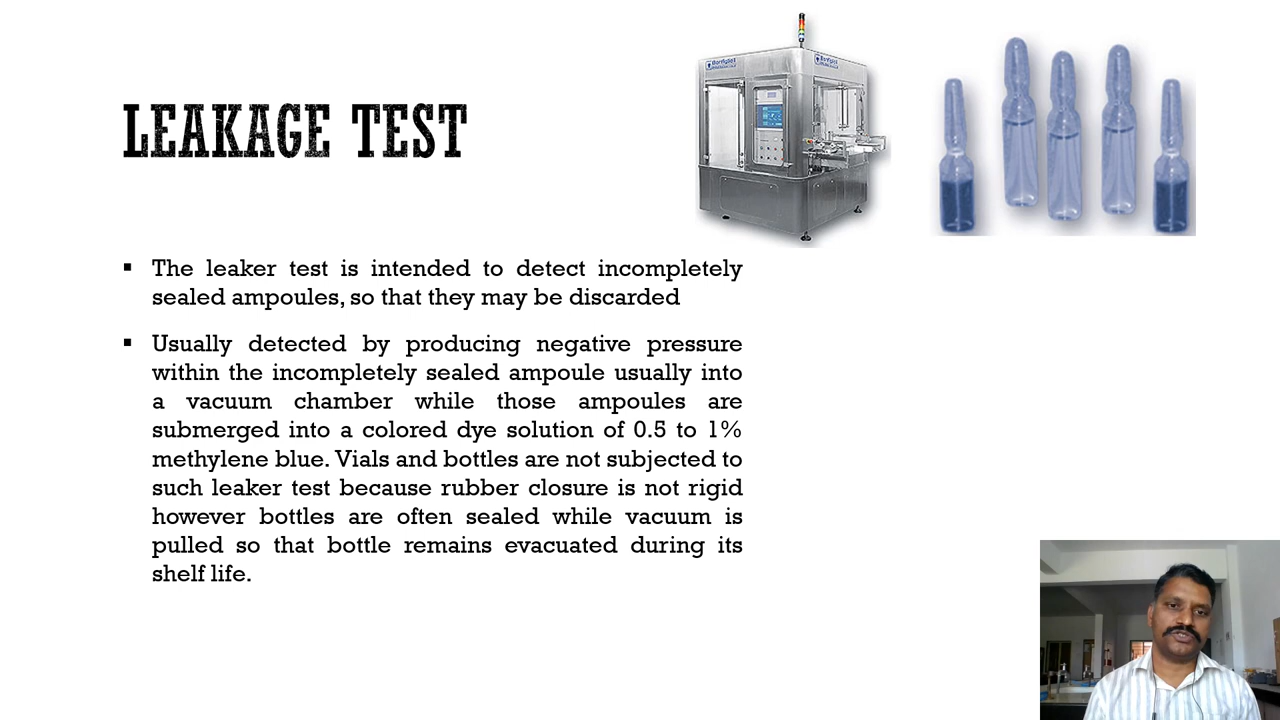 LEAKAGE TEST
▪ The leaker test is intended to detect incompletely
sealed ampoules, so that they may be discarded
▪ Usually detected by producing negative pressure
within the incompletely sealed ampoule usually into
a vacuum chamber while those ampoules are
submerged into a colored dye solution of 0.5 to 1%
methylene blue. Vials and bottles are not subjected to
such leaker test because rubber closure is not rigid
however bottles are often sealed while vacuum is
pulled so that bottle remains evacuated during its
shelf life.